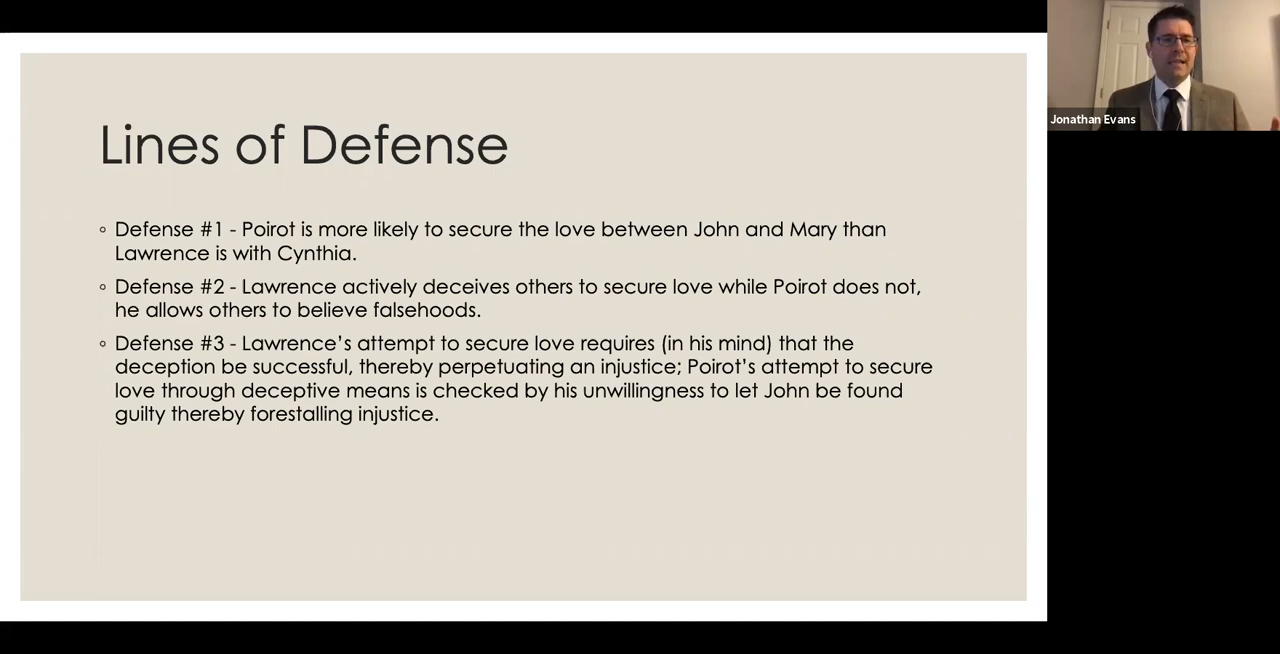 Lines of Defense
◦ Defense #1 - Poirot is more likely to secure the love between John and Mary than
Lawrence is with Cynthia.
◦ Defense #2 - Lawrence actively deceives others to secure love while Poirot does not,
he allows others to believe falsehoods.
◦ Defense #3 - Lawrence’s attempt to secure love requires (in his mind) that the
deception be successful, thereby perpetuating an injustice; Poirot’s attempt to secure
love through deceptive means is checked by his unwillingness to let John be found
guilty thereby forestalling injustice.
Jonathan Evans